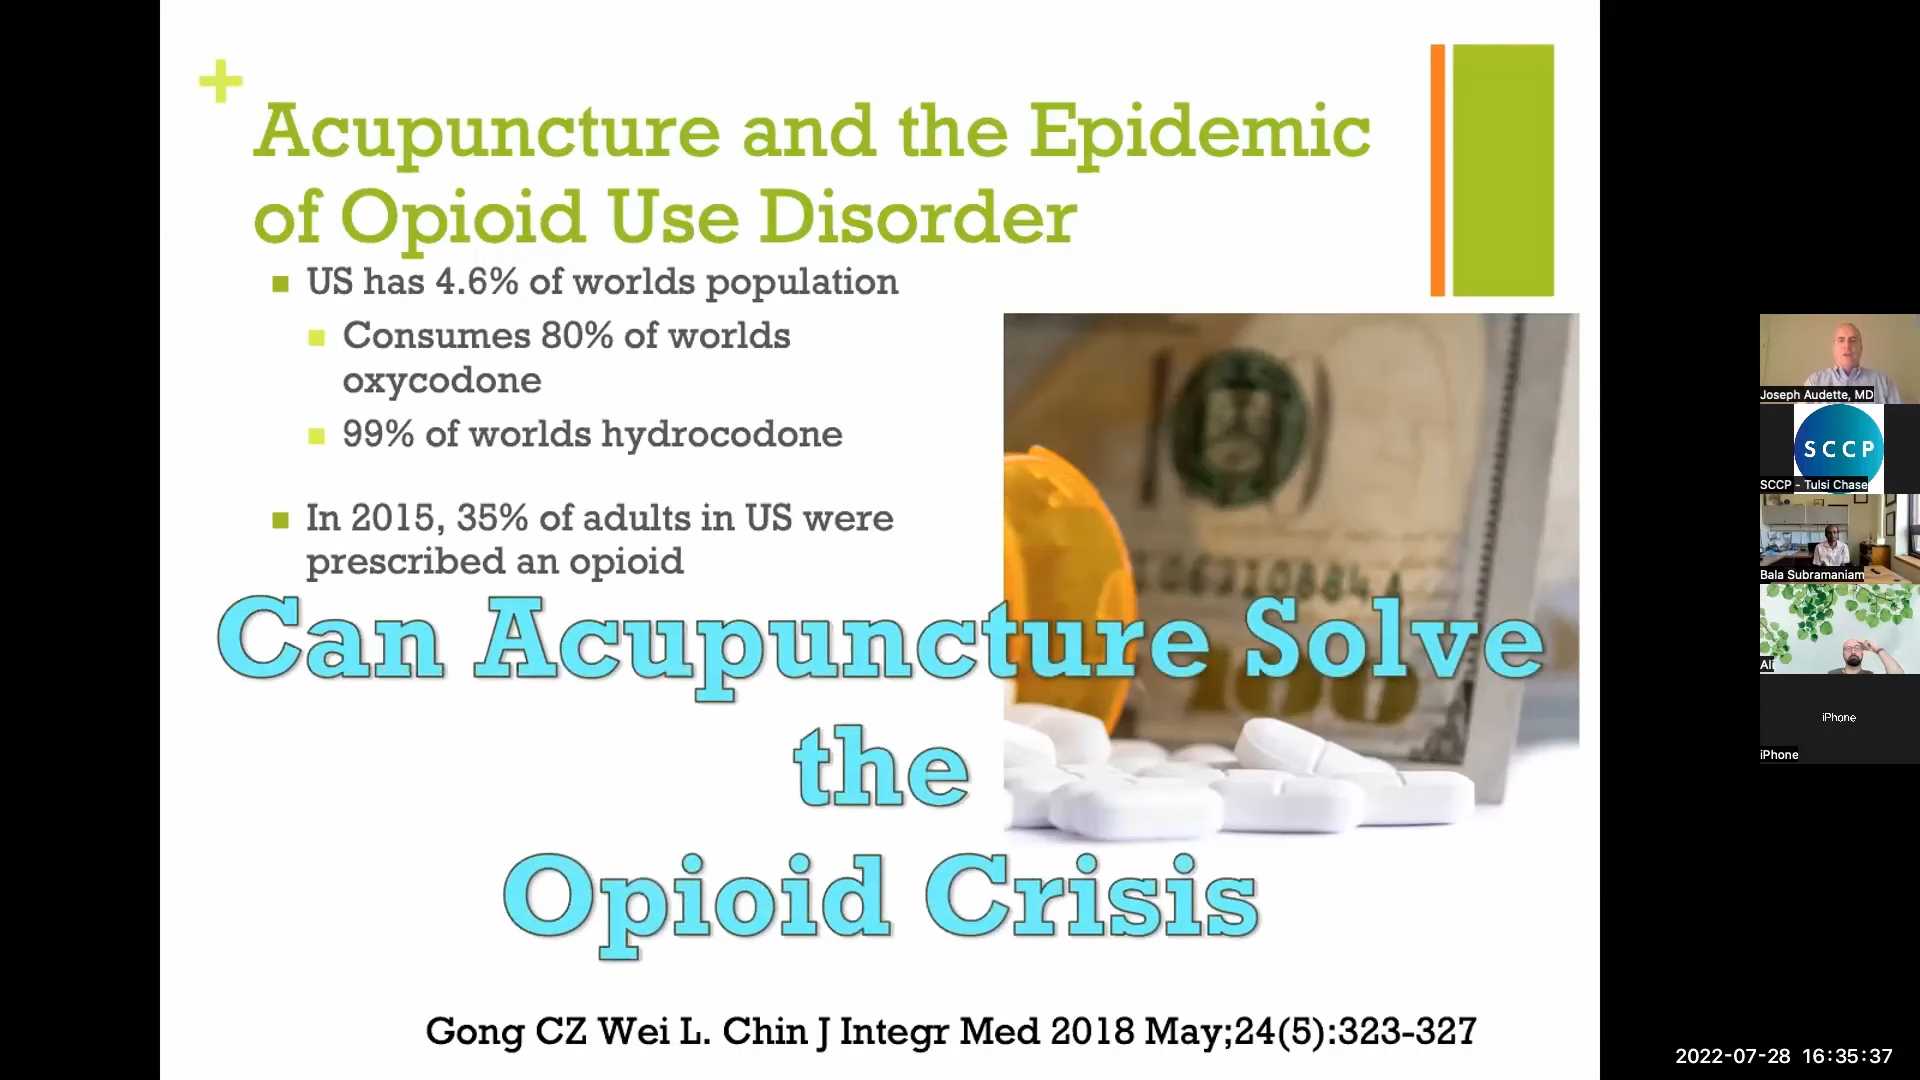 +
Acupuncture and the Epidemic
of Opioid Use Disorder
US has 4.6% of worlds population
Consumes 80% of worlds
oxycodone
99% of worlds hydrocodone
In 2015, 35% of adults in US were
prescribed an opioid
Can Acupuncture Solve
the
Opioid Crisis
100
Gong CZ Wei L. Chin J Integr Med 2018 May;24(5):323-327
Joseph Audette, MD
SCCP
SCCP - Tulsi Chase
Bala Subramaniam
Ali
iPhone
iPhone
2022-07-28 16:35:37